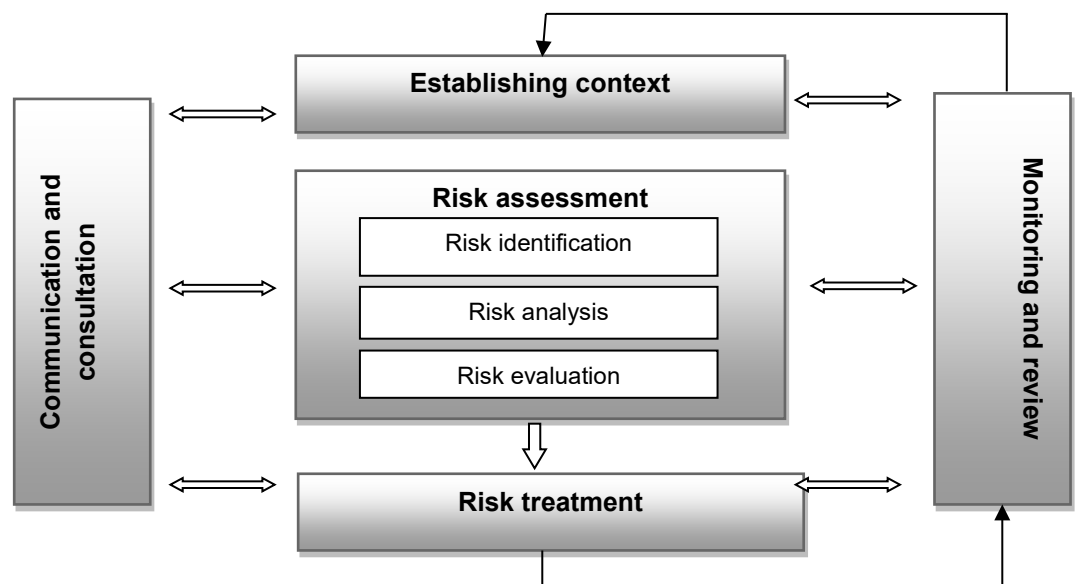 Establishing context
Communication and
consultation
Risk assessment
Risk identification
Risk analysis
Risk evaluation
Monitoring and review
Risk treatment